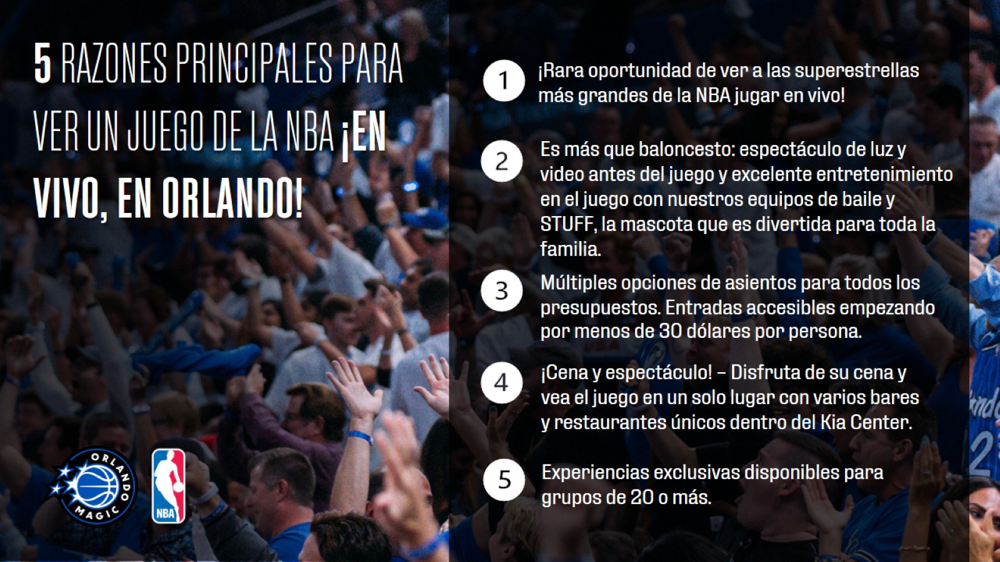 5 RAZONES PRINCIPALES PARA
VER UN JUEGO DE LA NBA ¡EN
VIVO, EN ORLANDO!
1
¡Rara oportunidad de ver a las superestrellas
más grandes de la NBA jugar en vivo!
2
Es más que baloncesto: espectáculo de luz y
video antes del juego y excelente entretenimiento
en el juego con nuestros equipos de baile y
STUFF, la mascota que es divertida para toda la
familia.
3
Múltiples opciones de asientos para todos los
presupuestos. Entradas accesibles empezando
por menos de 30 dólares por persona.
4
¡Cena y espectáculo! – Disfruta de su cena y
vea el juego en un solo lugar con varios bares
y restaurantes únicos dentro del Kia Center.
5
Experiencias exclusivas disponibles para
grupos de 20 o más.
ORLANDO
MAGIC
NBA
2